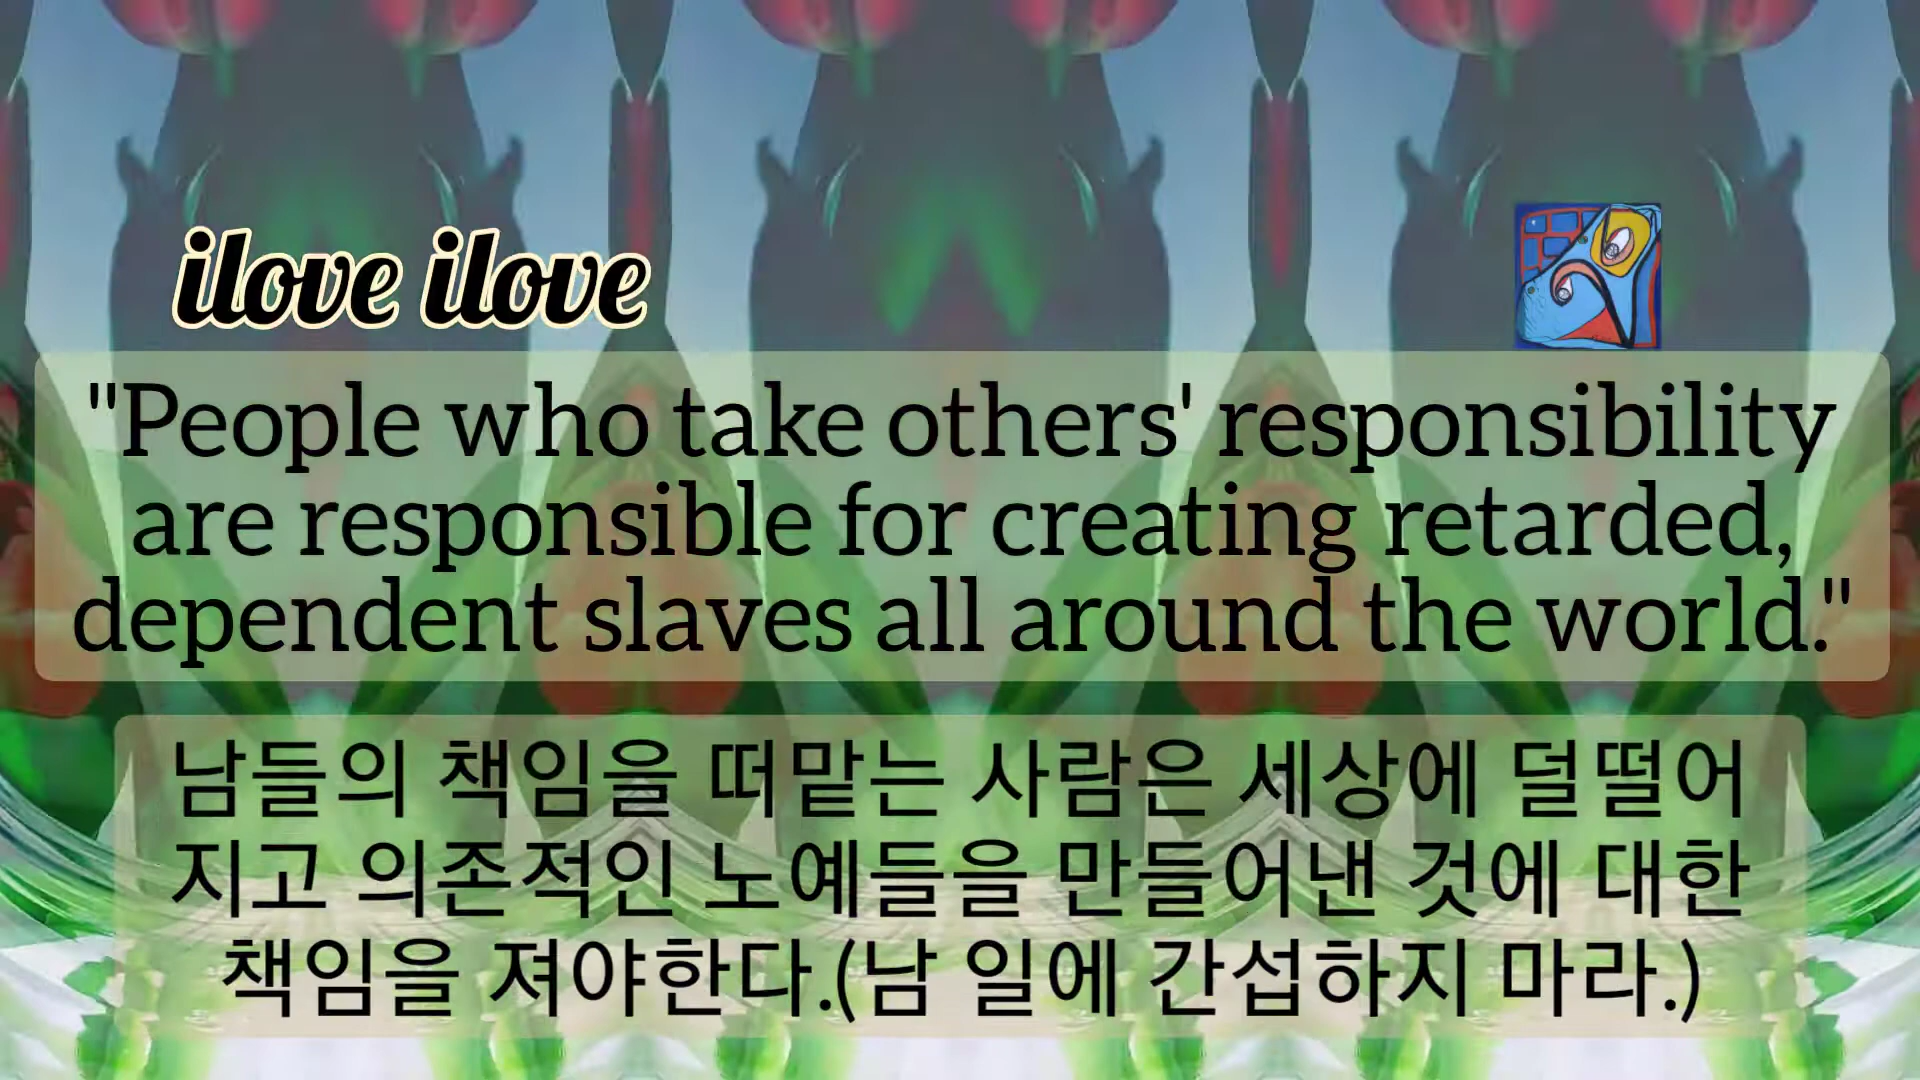 ilove ilove
"People who take others' responsibility
are responsible for creating retarded,
dependent slaves all around the world."
남들의 책임을 떠맡는 사람은 세상에 덜떨어
지고 의존적인 노예들을 만들어낸 것에 대한
책임을 져야한다.(남 일에 간섭하지 마라.)